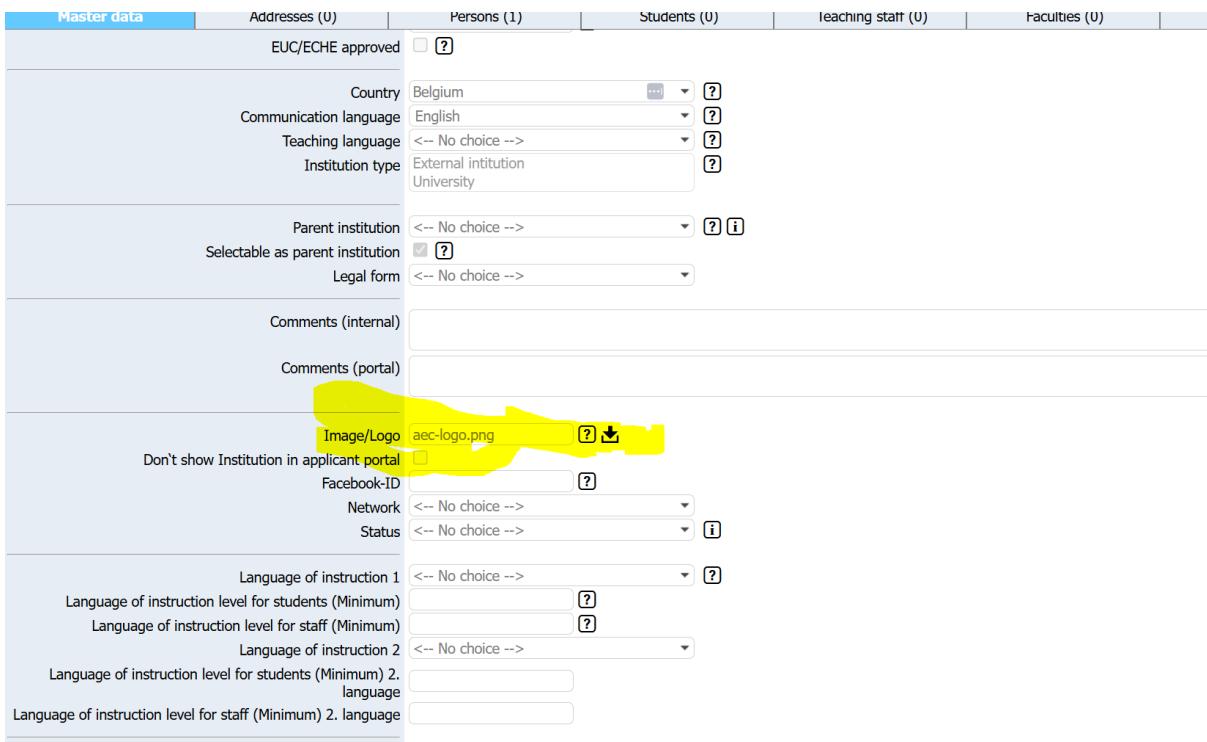 Master data Addresses (0) Persons (1) Students (0) Teaching staff (0) Faculties (0)
EUC/ECHE approved ?
Country Belgium ?
Communication language English ?
Teaching language <-- No choice --> ?
Institution type External intitution ?
University
Parent institution <-- No choice --> ? i
Selectable as parent institution ?
Legal form <-- No choice -->
Comments (internal)
Comments (portal)
Image/Logo aec-logo.png ?
Don‘t show Institution in applicant portal
Facebook-ID ?
Network <-- No choice -->
Status <-- No choice --> i
Language of instruction 1 <-- No choice --> ?
Language of instruction level for students (Minimum) ?
Language of instruction level for staff (Minimum) ?
Language of instruction 2 <-- No choice -->
Language of instruction level for students (Minimum) 2.
language
Language of instruction level for staff (Minimum) 2. language